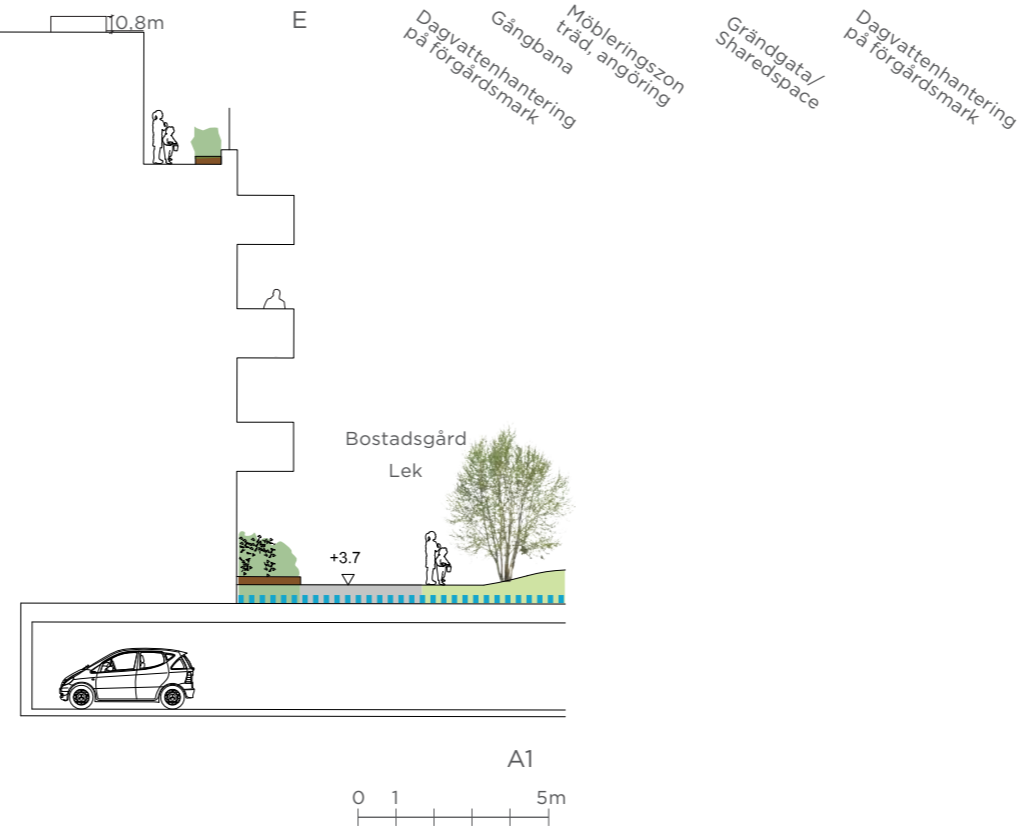 0.8m
E
Dagvattenhantering
på förgårdsmark
Gångbana
Möbleringszon
träd, angöring
Grändgata/
Sharedspace
Dagvattenhantering
på förgårdsmark
Bostadsgård
Lek
+3.7
A1
0 1 5m